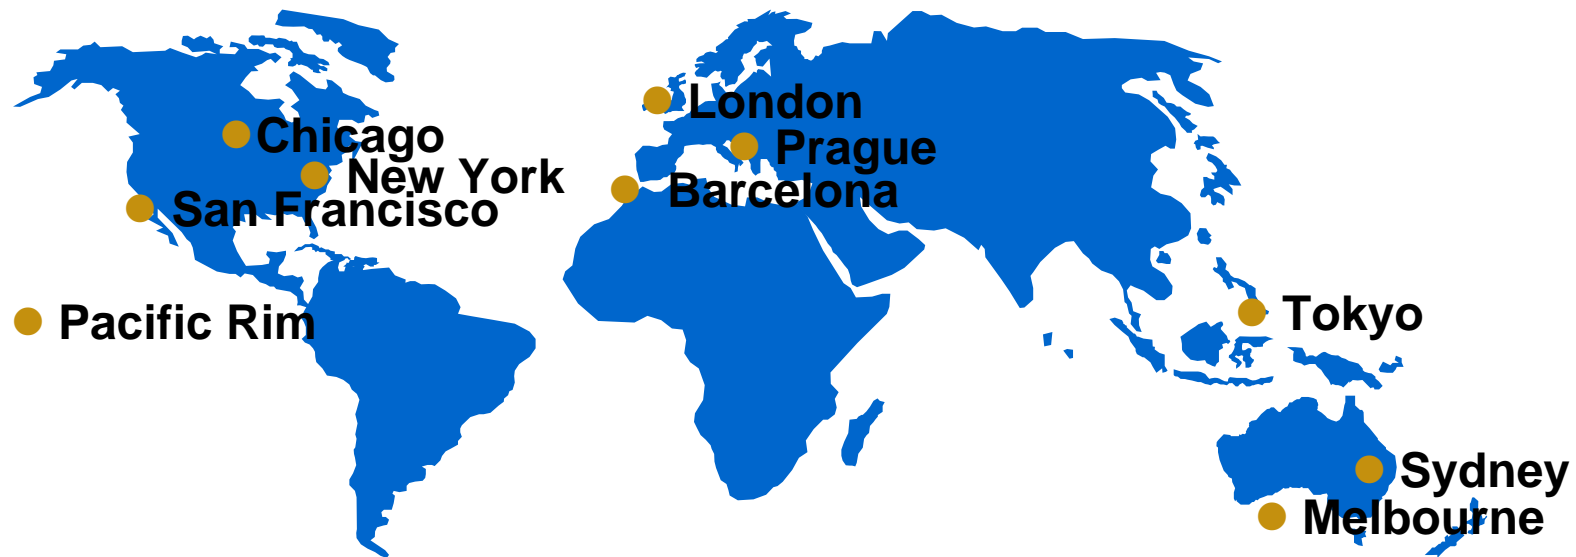 London
Chicago
Prague
New York
Barcelona
San Francisco
Pacific Rim
Tokyo
Sydney
Melbourne